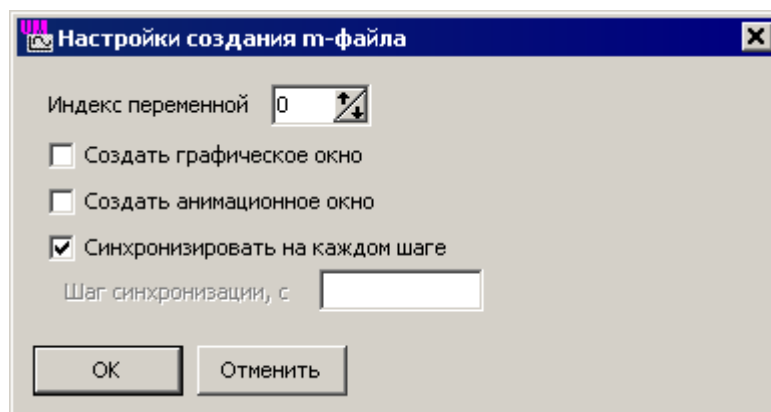 Настройки создания m-файла
Индекс переменной 0
Создать графическое окно
Создать анимационное окно
Синхронизировать на каждом шаге
Шаг синхронизации, с
ОК Отменить